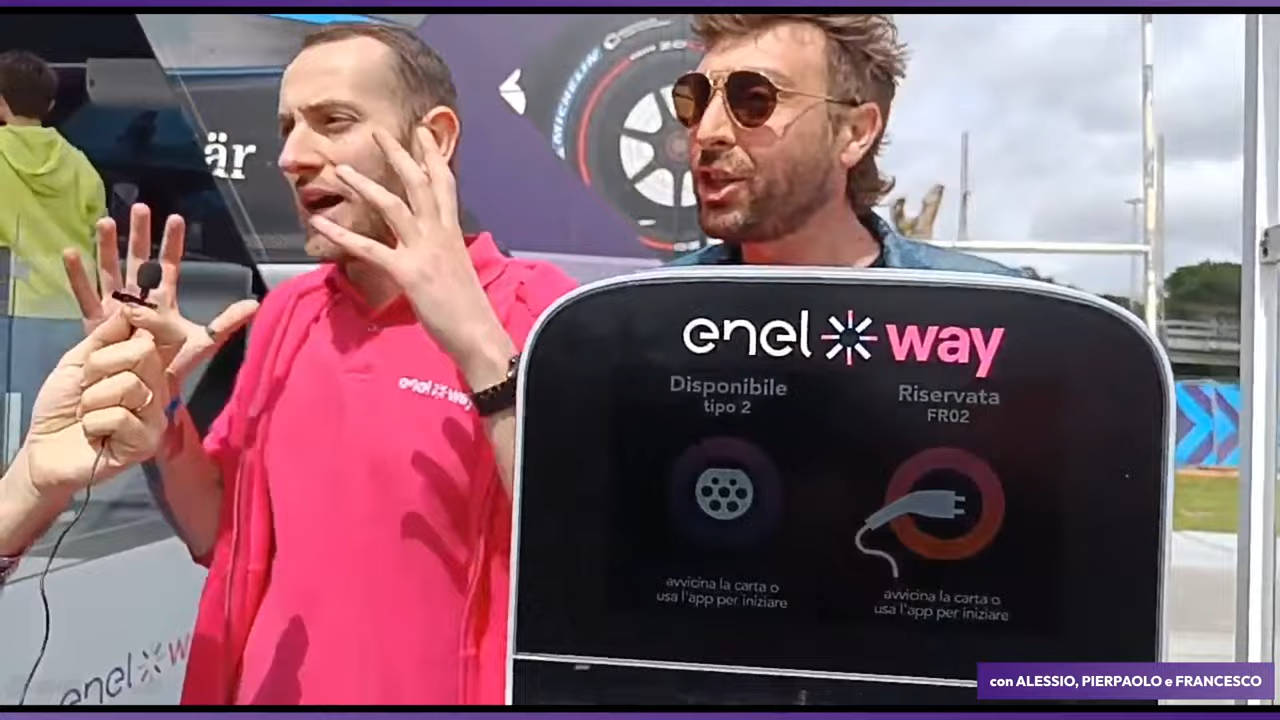 är
MICHELIN
enel way
enel way
Disponibile
tipo 2
Riservata
FR02
avvicina la carta o
usa l'app per iniziare
avvicina la carta o
usa l'app per iniziare
enel w
con ALESSIO, PIERPAOLO e FRANCESCO